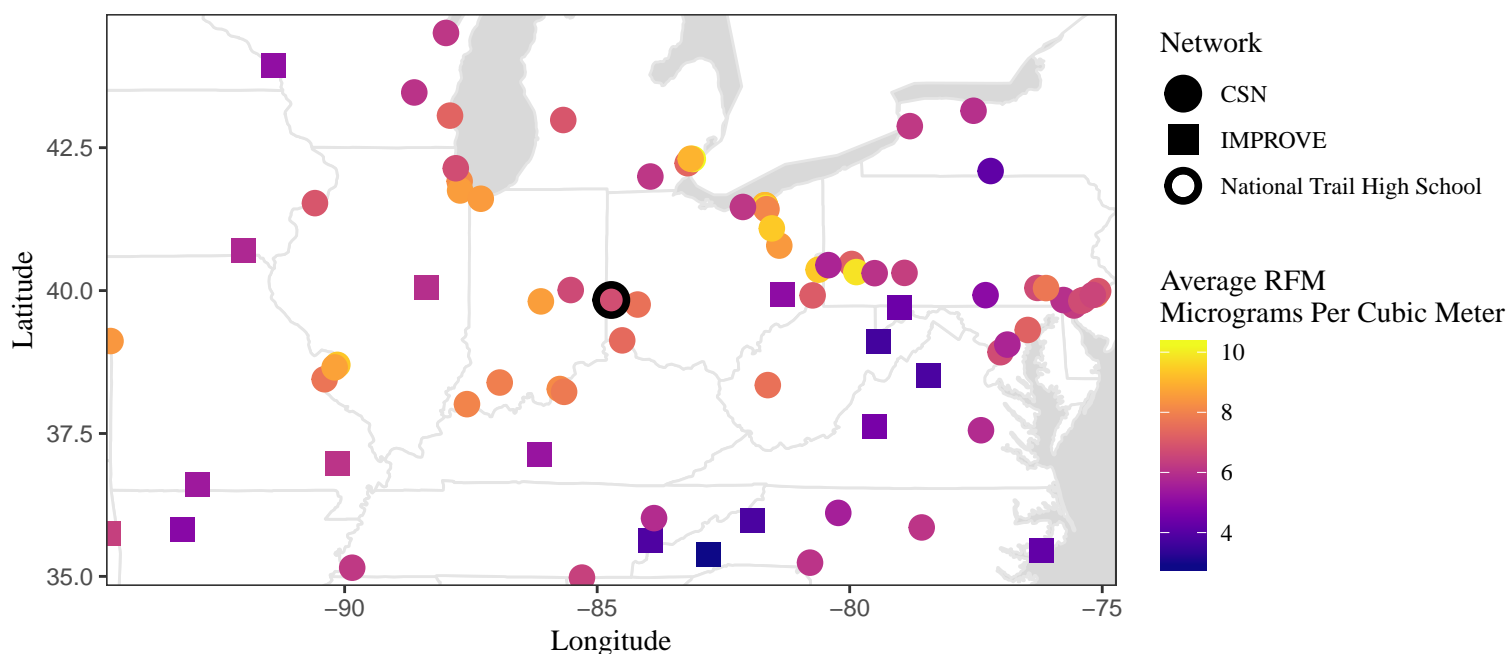 Network
CSN
IMPROVE
National Trail High School
Average RFM
Micrograms Per Cubic Meter
10
8
6
4
Latitude
42.5
40.0
37.5
35.0
−90
−85
−80
−75
Longitude